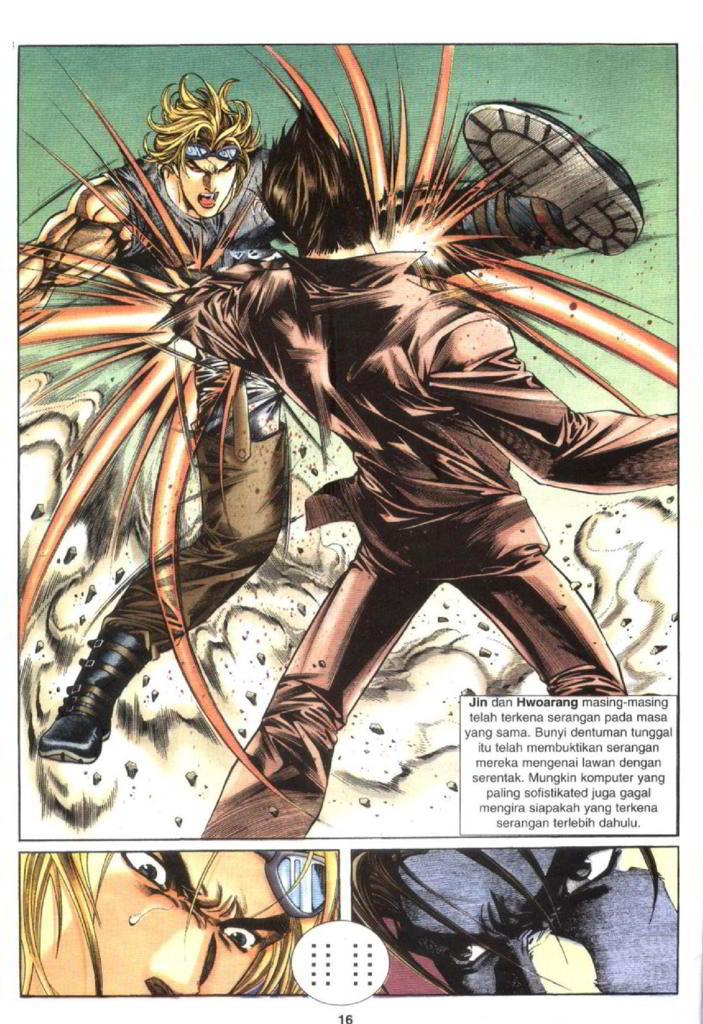 Jin dan Hwoarang masing-masing
telah terkena serangan pada masa
yang sama. Bunyi dentuman tunggal
itu telah membuktikan serangan
mereka mengenai lawan dengan
serentak. Mungkin komputer yang
paling sofistikated juga gagal
mengira siapakah yang terkena
serangan terlebih dahulu.
16